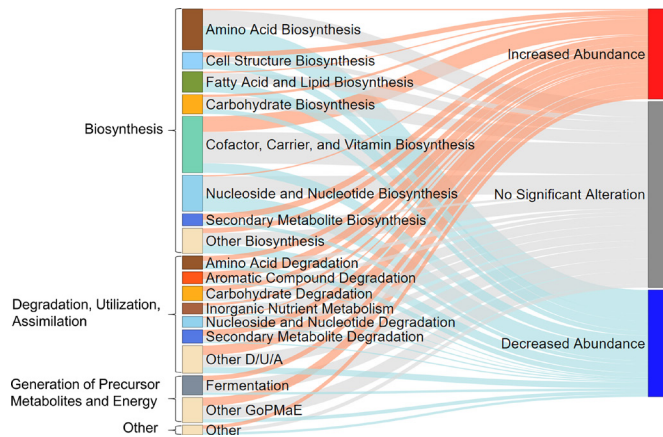 Amino Acid Biosynthesis
Cell Structure Biosynthesis
Fatty Acid and Lipid Biosynthesis
Carbohydrate Biosynthesis
Biosynthesis
Cofactor, Carrier, and Vitamin Biosynthesis
Nucleoside and Nucleotide Biosynthesis
Secondary Metabolite Biosynthesis
Other Biosynthesis
Amino Acid Degradation
Aromatic Compound Degradation
Carbohydrate Degradation
Degradation, Utilization,
Assimilation
Inorganic Nutrient Metabolism
Nucleoside and Nucleotide Degradation
Secondary Metabolite Degradation
Other D/U/A
Generation of Precursor
Metabolites and Energy
Fermentation
Other GoPMaE
Other
Other
Increased Abundance
No Significant Alteration
Decreased Abundance